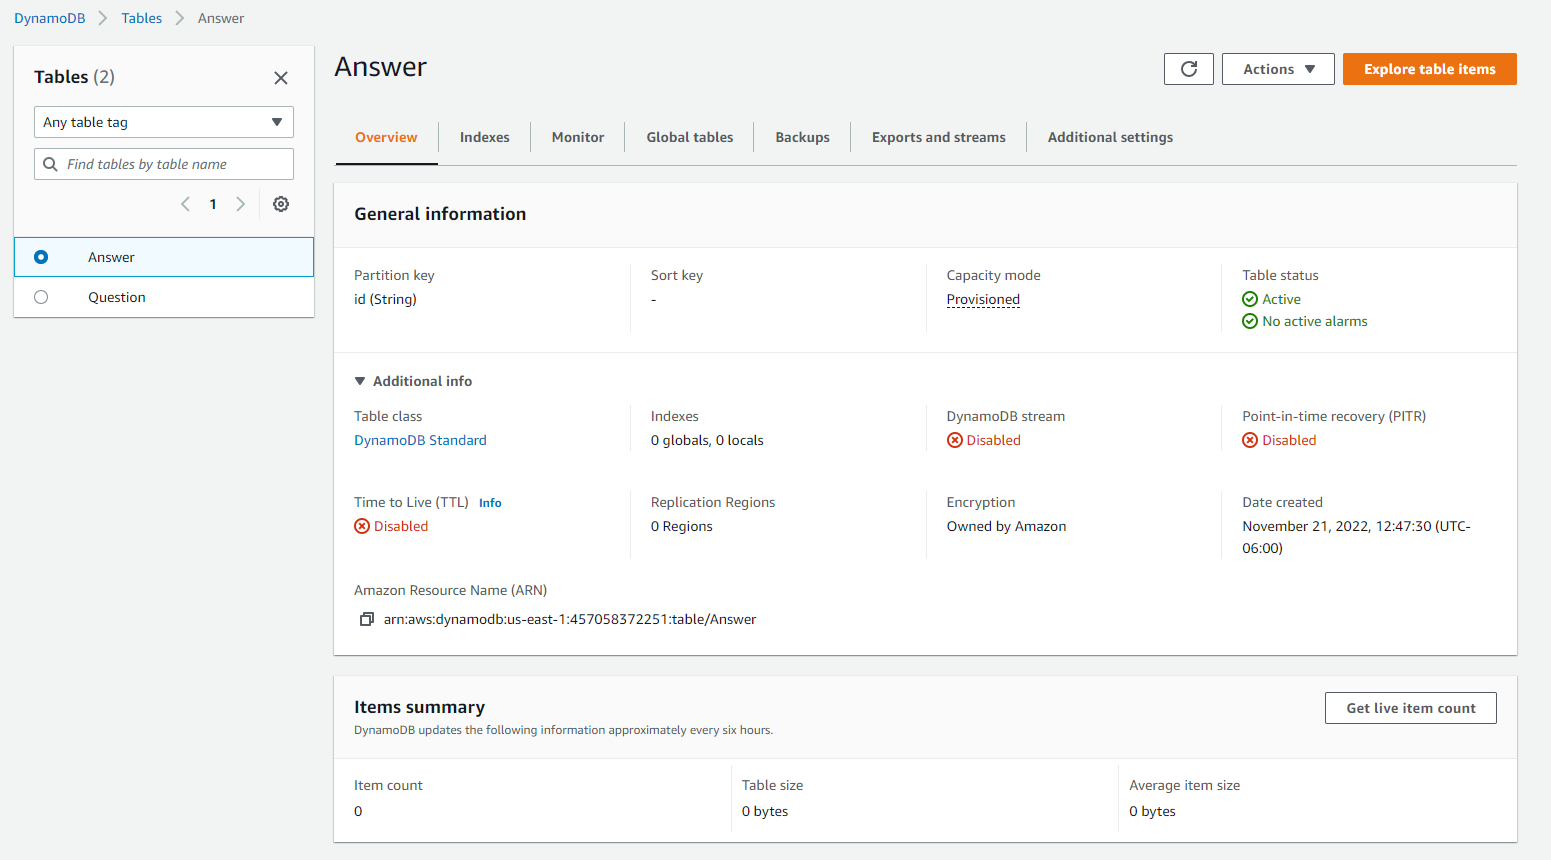 DynamoDB > Tables > Answer
Tables (2)
Any table tag
Find tables by table name
1
Answer
Question
Answer
Actions
Explore table items
Overview
Indexes
Monitor
Global tables
Backups
Exports and streams
Additional settings
General information
Partition key
id (String)
Sort key
-
Capacity mode
Provisioned
Table status
Active
No active alarms
Additional info
Table class
DynamoDB Standard
Indexes
0 globals, 0 locals
DynamoDB stream
Disabled
Point-in-time recovery (PITR)
Disabled
Time to Live (TTL) Info
Disabled
Replication Regions
0 Regions
Encryption
Owned by Amazon
Date created
November 21, 2022, 12:47:30 (UTC-
06:00)
Amazon Resource Name (ARN)
arn:aws:dynamodb:us-east-1:457058372251:table/Answer
Items summary
DynamoDB updates the following information approximately every six hours.
Get live item count
Item count
0
Table size
0 bytes
Average item size
0 bytes